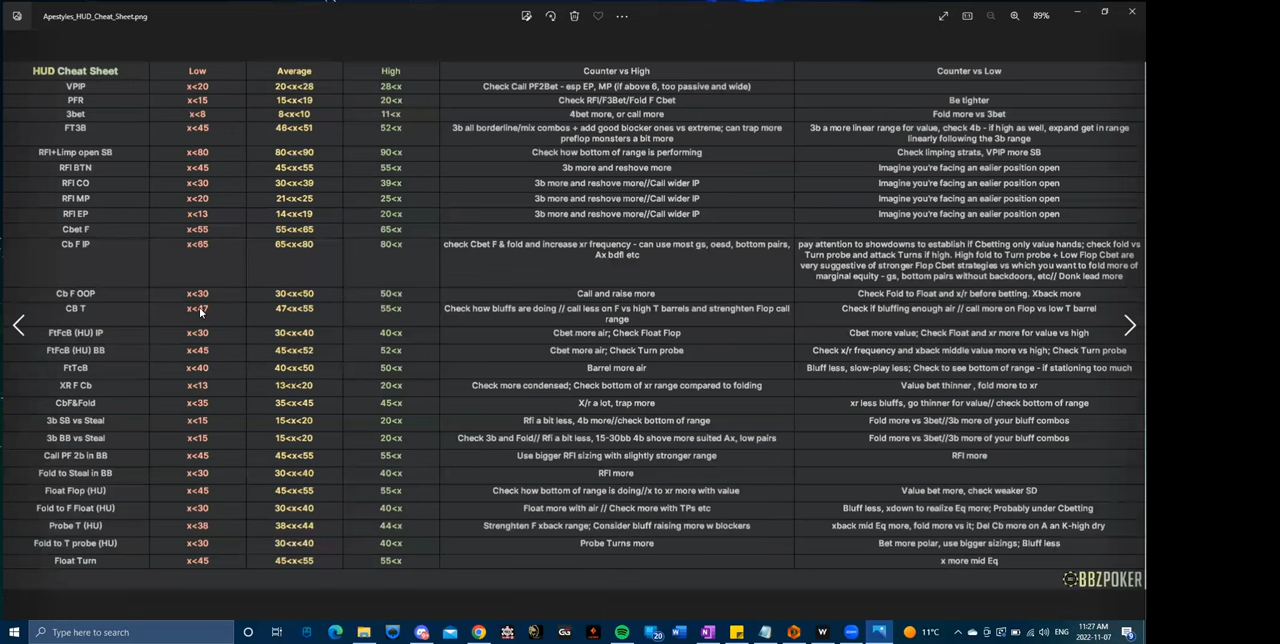 Apestyles_HUD_Cheat_Sheet.png 89%
HUD Cheat Sheet Low Average High Counter vs High Counter vs Low
VPIP x<20 20<x<28 28<x Check Call PF2Bet - esp EP, MP (if above 6, too passive and wide)
PFR x<15 15<x<19 20<x Check RFI/F3Bet/Fold F Cbet Be tighter
3bet x<8 8<x<10 11<x 4bet more, or call more Fold more vs 3bet
FT3B x<45 46<x<51 52<x 3b all borderline/mix combos + add good blocker ones vs extreme; can trap more 3b a more linear range for value, check 4b - if high as well, expand get in range
preflop monsters a bit more linearly following the 3b range
RFI+Limp open SB x<80 80<x<90 90<x Check how bottom of range is performing Check limping strats, VPIP more SB
RFI BTN x<45 45<x<55 55<x 3b more and reshove more Imagine you're facing an ealier position open
RFI CO x<30 30<x<39 39<x 3b more and reshove more//Call wider IP Imagine you're facing an ealier position open
RFI MP x<20 21<x<25 25<x 3b more and reshove more//Call wider IP Imagine you're facing an ealier position open
RFI EP x<13 14<x<19 20<x 3b more and reshove more//Call wider IP Imagine you're facing an ealier position open
Cbet F x<55 55<x<65 65<x
Cb F IP x<65 65<x<80 80<x check Cbet F & fold and increase xr frequency - can use most gs, oesd, bottom pairs, pay attention to showdowns to establish if Cbetting only value hands; check fold vs
Ax bdfl etc Turn probe and attack Turns if high. High fold to Turn probe + Low Flop Cbet are
very suggestive of stronger Flop Cbet strategies vs which you want to fold more of
marginal equity - gs, bottom pairs without backdoors, etc// Donk lead more
Cb F OOP x<30 30<x<50 50<x Call and raise more Check Fold to Float and x/r before betting. Xback more
CB T x<47 47<x<55 55<x Check how bluffs are doing // call less on F vs high T barrels and strenghten Flop call Check if bluffing enough air // call more on Flop vs low T barrel
range
FtFcB (HU) IP x<30 30<x<40 40<x Cbet more air; Check Float Flop Cbet more value; Check Float and xr more for value vs high
FtFcB (HU) BB x<45 45<x<52 52<x Cbet more air; Check Turn probe Check x/r frequency and xback middle value more vs high; Check Turn probe
FtTcB x<40 40<x<50 50<x Barrel more air Bluff less, slow-play less; Check to see bottom of range - if stationing too much
XR F Cb x<13 13<x<20 20<x Check more condensed; Check bottom of xr range compared to folding Value bet thinner , fold more to xr
CbF&Fold x<35 35<x<45 45<x X/r a lot, trap more xr less bluffs, go thinner for value// check bottom of range
3b SB vs Steal x<15 15<x<20 20<x Rfi a bit less, 4b more//check bottom of range Fold more vs 3bet//3b more of your bluff combos
3b BB vs Steal x<15 15<x<20 20<x Check 3b and Fold// Rfi a bit less, 15-30bb 4b shove more suited Ax, low pairs Fold more vs 3bet//3b more of your bluff combos
Call PF 2b in BB x<45 45<x<55 55<x Use bigger RFI sizing with slightly stronger range RFI more
Fold to Steal in BB x<30 30<x<40 40<x RFI more
Float Flop (HU) x<45 45<x<55 55<x Check how bottom of range is doing//x to xr more with value Value bet more, check weaker SD
Fold to F Float (HU) x<30 30<x<40 40<x Float more with air // Check more with TPs etc Bluff less, xdown to realize Eq more; Probably under Cbetting
Probe T (HU) x<38 38<x<44 44<x Strenghten F xback range; Consider bluff raising more w blockers xback mid Eq more, fold more vs it; Del Cb more on A an K-high dry
Fold to T probe (HU) x<30 30<x<40 40<x Probe Turns more Bet more polar, use bigger sizings; Bluff less
Float Turn x<45 45<x<55 55<x x more mid Eq
BBZPOKER
Type here to search 20 11°C ENG 11:27 AM
2022-11-07